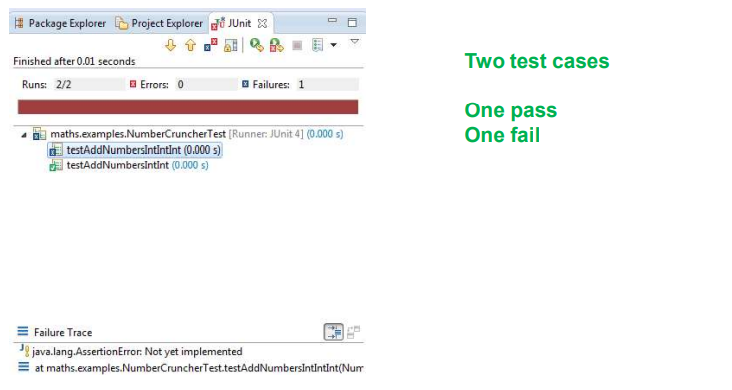 Package Explorer Project Explorer JUnit
Finished after 0.01 seconds
Runs: 2/2 Errors: 0 Failures: 1
maths.examples.NumberCruncherTest [Runner: JUnit 4] (0.000 s)
testAddNumbersIntIntInt (0.000 s)
testAddNumbersIntInt (0.000 s)
Failure Trace
java.lang.AssertionError: Not yet implemented
at maths.examples.NumberCruncherTest.testAddNumbersIntIntInt(Num
Two test cases
One pass
One fail